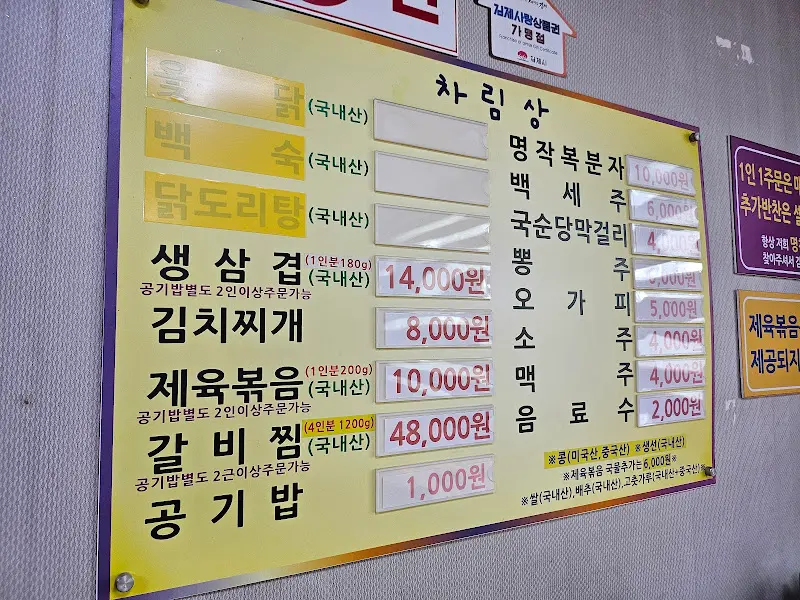 김제사랑상품권
가맹점
김제시
차림상
옻 닭 (국내산)
백 숙 (국내산)
닭도리탕 (국내산)
생삼겹 (1인분180g) (국내산) 14,000원
공기밥별도 2인이상주문가능
김치찌개 8,000원
제육볶음 (1인분200g) (국내산) 10,000원
공기밥별도 2인이상주문가능
갈비찜 (4인분 1200g) (국내산) 48,000원
공기밥별도 2근이상주문가능
공기밥 1,000원
명작복분자 10,000원
백세주 6,000원
국순당막걸리 4,000원
뽕주
오가피 5,000원
소주 4,000원
맥주 4,000원
음료수 2,000원
※콩(미국산,중국산) ※생선(국내산)
※제육볶음 국물추가는 6,000원※
※쌀(국내산),배추(국내산),고춧가루(국내산+중국산)※
1인 1주문은
추가반찬은
항상 저희
찾아주셔서
제육볶음
제공되지